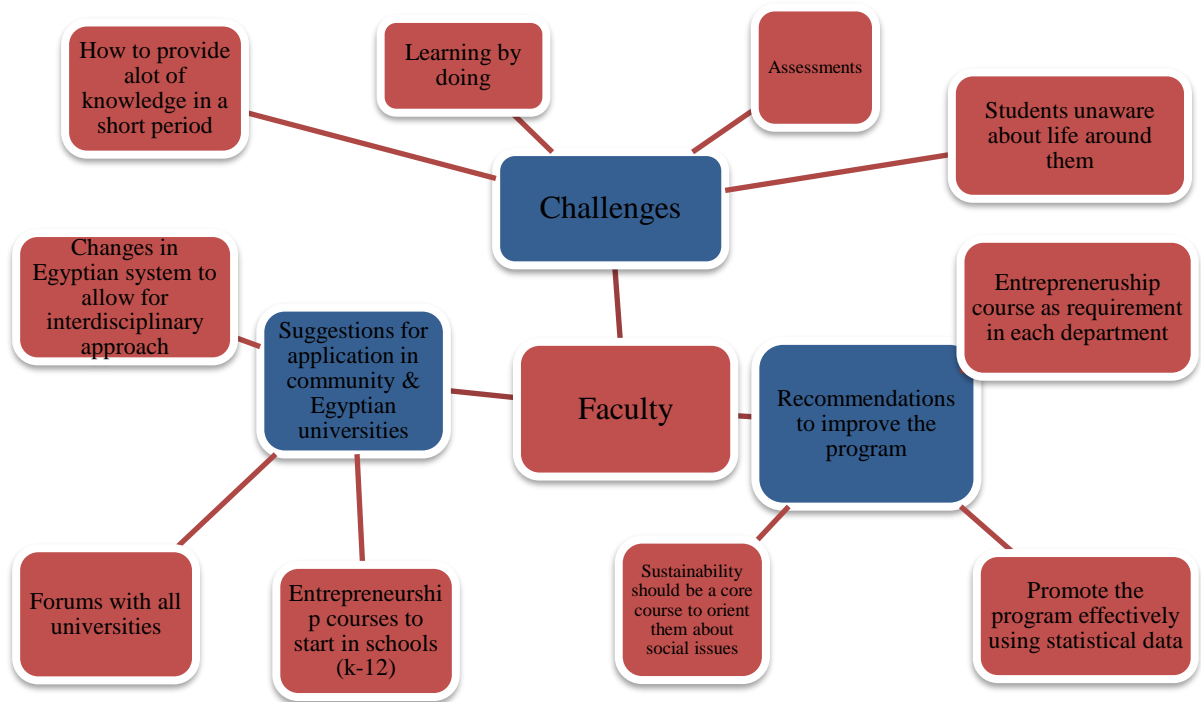 How to provide
alot of
knowledge in a
short period
Learning by
doing
Assessments
Students unaware
about life around
them
Challenges
Changes in
Egyptian system to
allow for
interdisciplinary
approach
Suggestions for
application in
community &
Egyptian
universities
Faculty
Recommendations
to improve the
program
Entrepreneruship
course as requirement
in each department
Forums with all
universities
Entrepreneurshi
p courses to
start in schools
(k-12)
Sustainability
should be a core
course to orient
them about
social issues
Promote the
program effectively
using statistical data